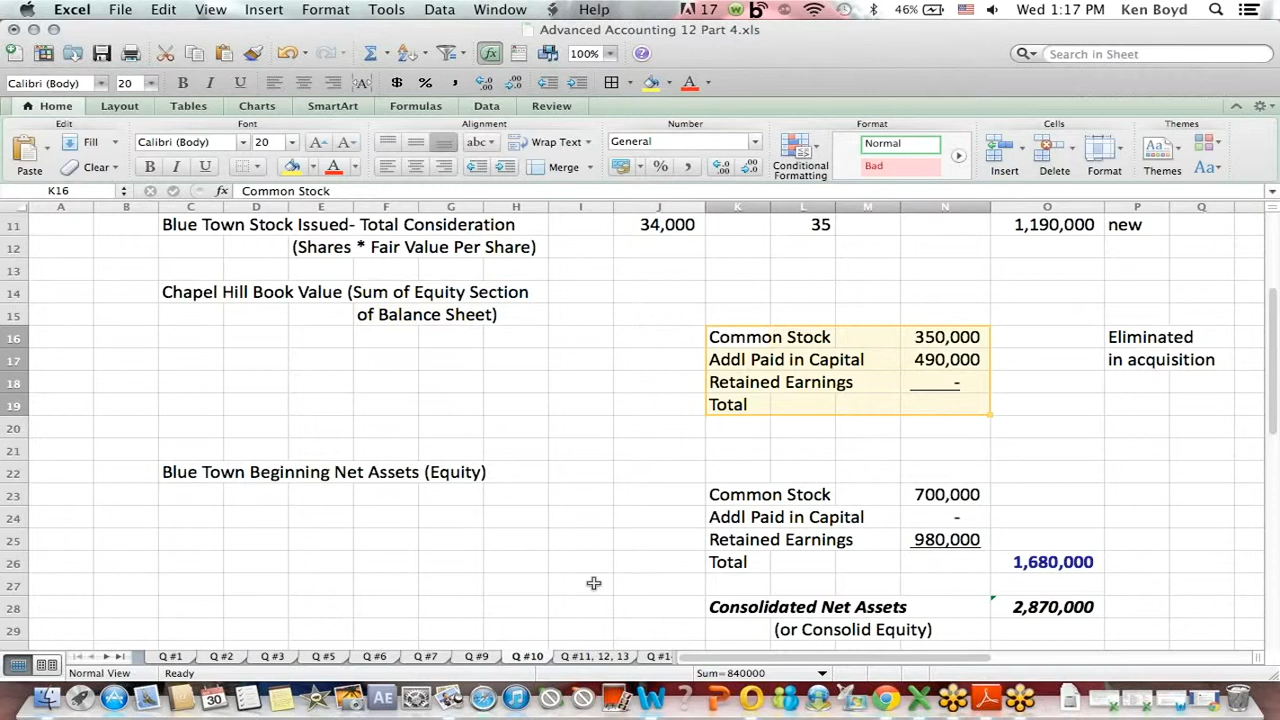 Excel File Edit View Insert Format Tools Data Window Help 17 46% Wed 1:17 PM Ken Boyd
Advanced Accounting 12 Part 4.xls
100% Search in Sheet
Calibri (Body) 20 B I U ABC $ % , A
Home Layout Tables Charts SmartArt Formulas Data Review
Edit Font Alignment Number Format Cells Themes
Fill Calibri (Body) 20 A A abc Wrap Text General Normal
Paste Clear B I U A Merge % , Conditional Formatting Bad Insert Delete Format Themes Aa
K16 fx Common Stock
A B C D E F G H I J K L M N O P Q
11 Blue Town Stock Issued- Total Consideration 34,000 35 1,190,000 new
12 (Shares * Fair Value Per Share)
13
14 Chapel Hill Book Value (Sum of Equity Section
15 of Balance Sheet)
16 Common Stock 350,000 Eliminated
17 Addl Paid in Capital 490,000 in acquisition
18 Retained Earnings -
19 Total
20
21
22 Blue Town Beginning Net Assets (Equity)
23 Common Stock 700,000
24 Addl Paid in Capital -
25 Retained Earnings 980,000
26 Total 1,680,000
27
28 Consolidated Net Assets 2,870,000
29 (or Consolid Equity)
Q #1 Q #2 Q #3 Q #5 Q #6 Q #7 Q #9 Q #10 Q #11, 12, 13 Q #1
Normal View Ready Sum=840000